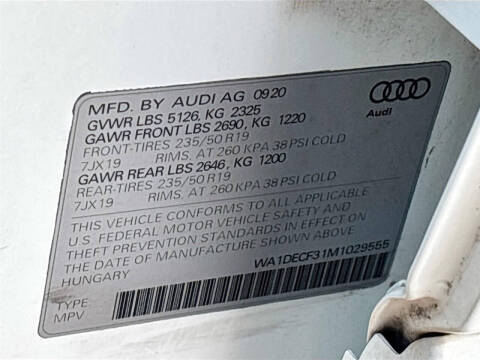 MFD. BY AUDI AG 09 20
GVWR LBS 5126, KG 2325
GAWR FRONT LBS 2690, KG 1220
FRONT-TIRES 235/50 R19
7JX19 RIMS. AT 260 KPA 38 PSI COLD
GAWR REAR LBS 2646, KG 1200
REAR-TIRES 235/50 R19
7JX19 RIMS. AT 260 KPA 38 PSI COLD
THIS VEHICLE CONFORMS TO ALL APPLICABLE
U.S. FEDERAL MOTOR VEHICLE SAFETY AND
THEFT PREVENTION STANDARDS IN EFFECT ON
THE DATE OF MANUFACTURE SHOWN ABOVE
HUNGARY
Audi
WA1DECF31M1029555
TYPE
MPV